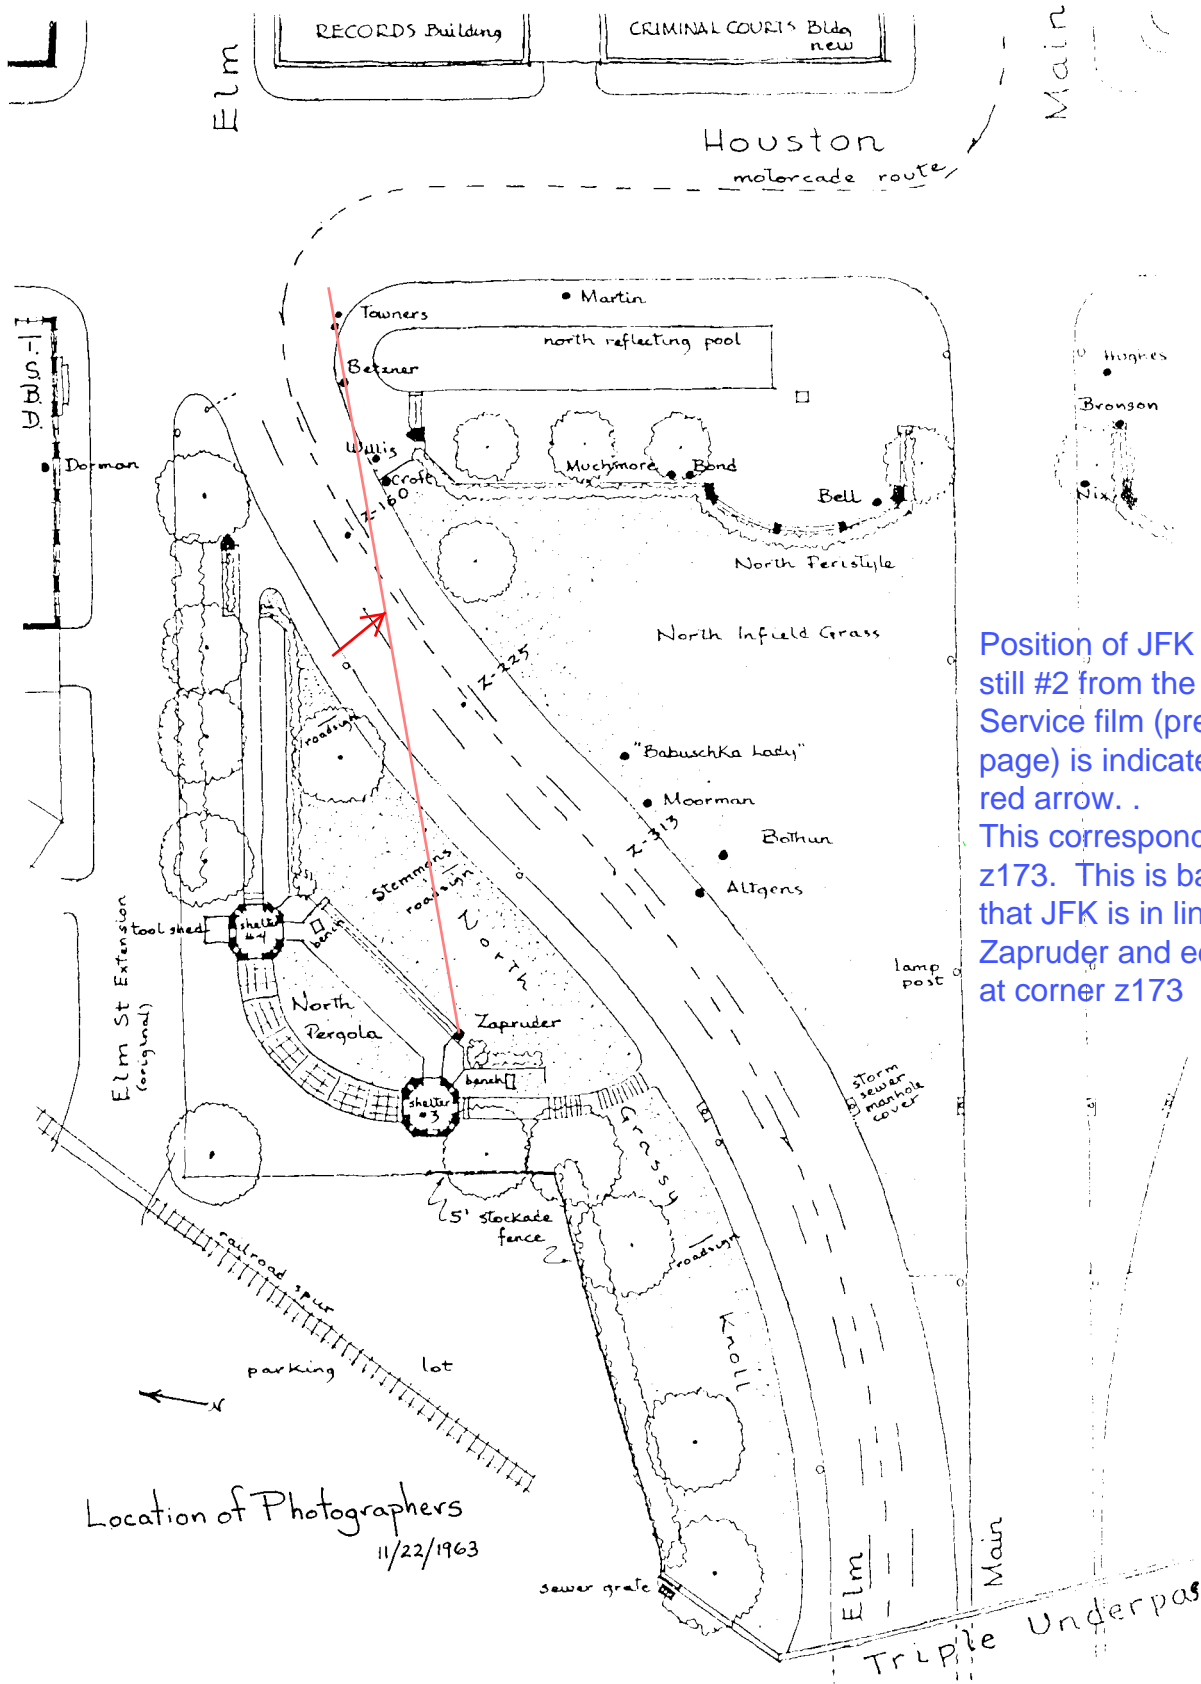 RECORDS Building
CRIMINAL COURTS Bldg
new
Elm
Main
Houston
motorcade route
Martin
Towners
north reflecting pool
Betzner
Hughes
Bronson
T.S.B.D.
Dorman
Willis
Croft
Z-160
Muchmore
Bond
Bell
Nix
North Peristyle
North Infield Grass
Position of JFK
still #2 from the
Service film (pre
page) is indicate
red arrow. .
This correspond
z173. This is ba
that JFK is in lin
Zapruder and e
at corner z173
Z-225
roadsign
"Babuschka Lady"
Moorman
Z-313
Bothun
Altgens
Stemmons
roadsign
North
tool shed
shelter
#4
bench
lamp
post
Elm St Extension
(original)
North
Pergola
Zapruder
bench
shelter
#3
storm
sewer
manhole
cover
Grassy
5' stockade
fence
roadsign
railroad spur
Knoll
parking lot
N
Location of Photographers
11/22/1963
sewer grate
Elm
Main
Triple Underpas